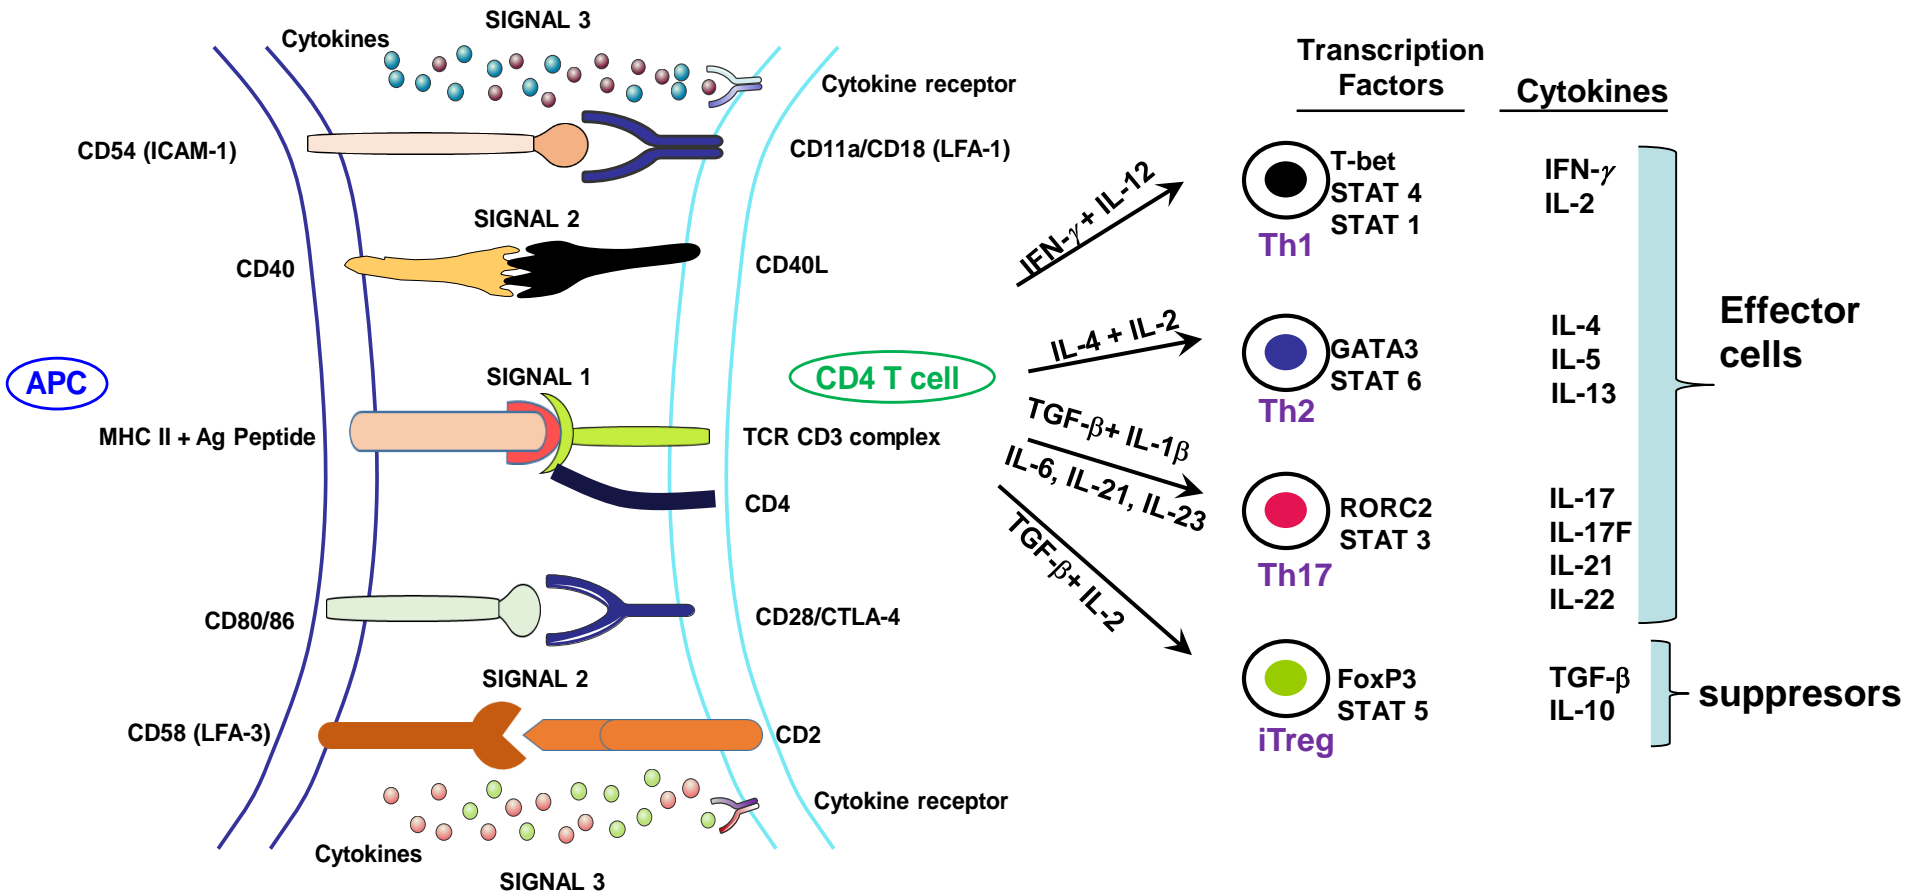 SIGNAL 3
Cytokines
Cytokine receptor
CD54 (ICAM-1)
CD11a/CD18 (LFA-1)
SIGNAL 2
CD40
CD40L
APC
SIGNAL 1
CD4 T cell
MHC II + Ag Peptide
TCR CD3 complex
CD4
CD80/86
CD28/CTLA-4
SIGNAL 2
CD58 (LFA-3)
CD2
Cytokine receptor
Cytokines
SIGNAL 3
IFN-γ + IL-12
IL-4 + IL-2
TGF-β+ IL-1β
IL-6, IL-21, IL-23
TGF-β+ IL-2
Transcription
Factors
Cytokines
T-bet
STAT 4
STAT 1
Th1
IFN-γ
IL-2
GATA3
STAT 6
Th2
IL-4
IL-5
IL-13
RORC2
STAT 3
Th17
IL-17
IL-17F
IL-21
IL-22
Effector
cells
FoxP3
STAT 5
iTreg
TGF-β
IL-10
suppresors